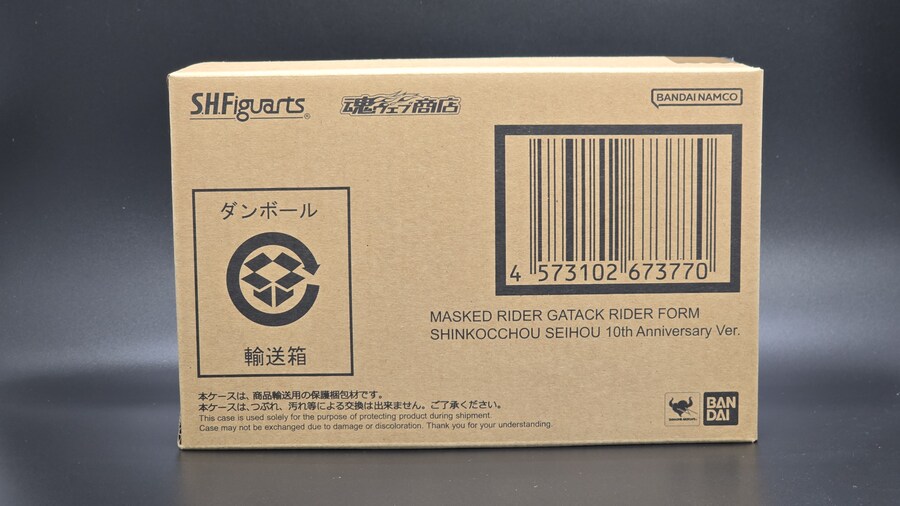 S.H.Figuarts®
魂ウェブ商店
BANDAI NAMCO
ダンボール
輸送箱
4 573102 673770
MASKED RIDER GATACK RIDER FORM
SHINKOCCHOU SEIHOU 10th Anniversary Ver.
本ケースは、商品輸送用の保護梱包材です。
本ケースは、つぶれ、汚れ等による交換は出来ません。ご了承ください。
This case is used solely for the purpose of protecting product during shipment.
Case may not be exchanged due to damage or discoloration. Thank you for your understanding.
BAN
DAI